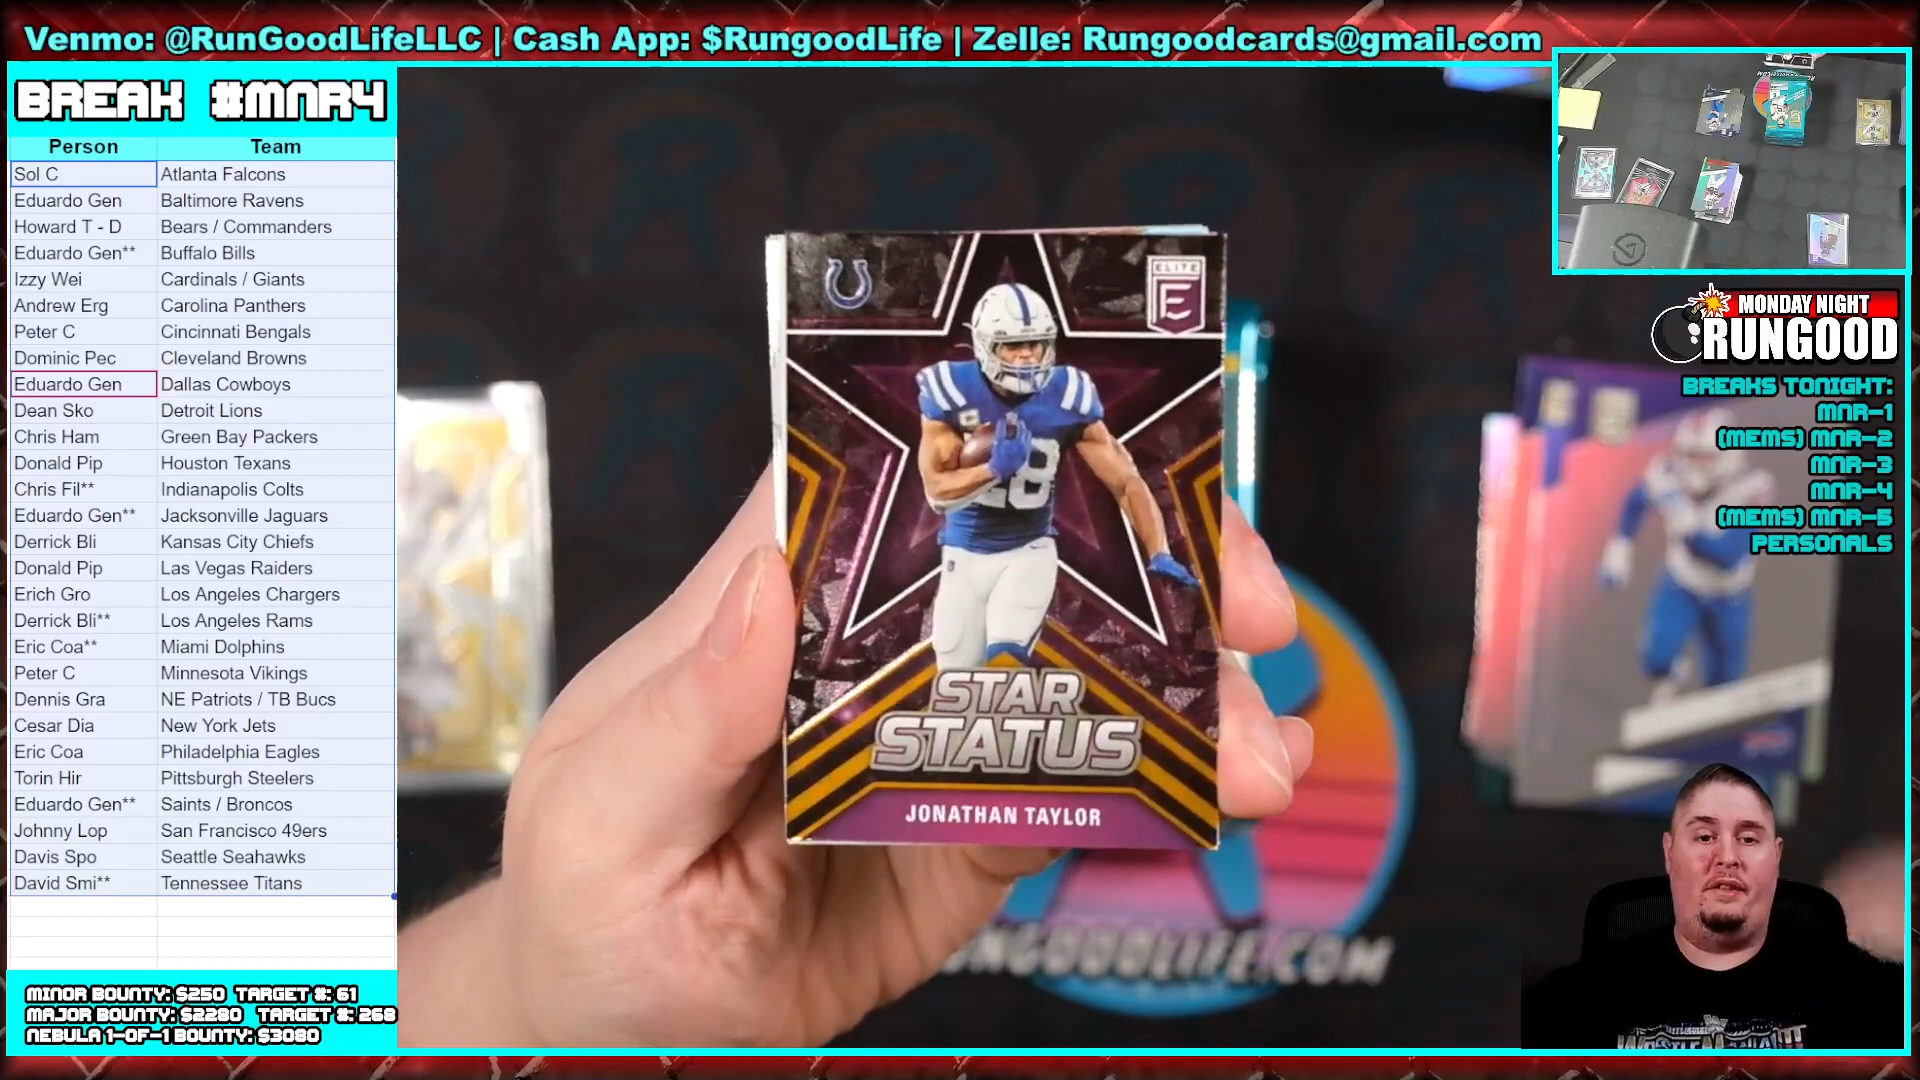 Venmo: @RunGoodLifeLLC | Cash App: $RungoodLife | Zelle: Rungoodcards@gmail.com
BREAK #MNR4
Person Team
Sol C Atlanta Falcons
Eduardo Gen Baltimore Ravens
Howard T - D Bears / Commanders
Eduardo Gen** Buffalo Bills
Izzy Wei Cardinals / Giants
Andrew Erg Carolina Panthers
Peter C Cincinnati Bengals
Dominic Pec Cleveland Browns
Eduardo Gen Dallas Cowboys
Dean Sko Detroit Lions
Chris Ham Green Bay Packers
Donald Pip Houston Texans
Chris Fil** Indianapolis Colts
Eduardo Gen** Jacksonville Jaguars
Derrick Bli Kansas City Chiefs
Donald Pip Las Vegas Raiders
Erich Gro Los Angeles Chargers
Derrick Bli** Los Angeles Rams
Eric Coa** Miami Dolphins
Peter C Minnesota Vikings
Dennis Gra NE Patriots / TB Bucs
Cesar Dia New York Jets
Eric Coa Philadelphia Eagles
Torin Hir Pittsburgh Steelers
Eduardo Gen** Saints / Broncos
Johnny Lop San Francisco 49ers
Davis Spo Seattle Seahawks
David Smi** Tennessee Titans
MINOR BOUNTY: $250 TARGET #: 61
MAJOR BOUNTY: $2280 TARGET #: 268
NEBULA 1-OF-1 BOUNTY: $3080
ELITE
E
28
STAR
STATUS
JONATHAN TAYLOR
NGOODLIFE.COM
MONDAY NIGHT
RUNGOOD
BREAKS TONIGHT:
MNR-1
(MEMS) MNR-2
MNR-3
MNR-4
(MEMS) MNR-5
PERSONALS